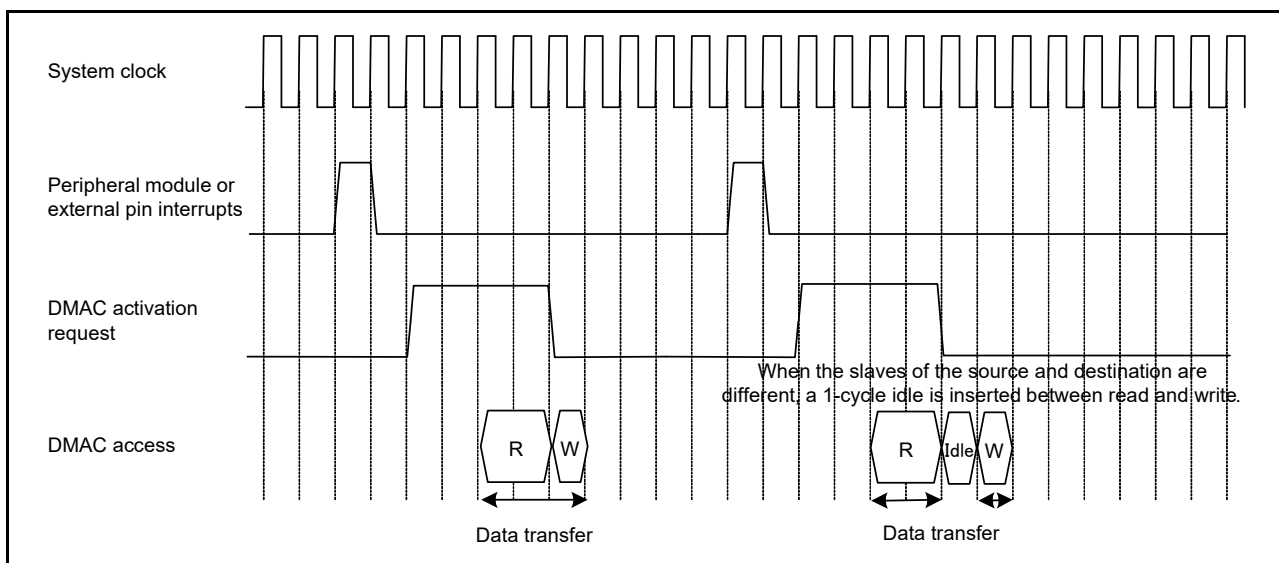 System clock
Peripheral module or
external pin interrupts
DMAC activation
request
When the slaves of the source and destination are
different, a 1-cycle idle is inserted between read and write.
DMAC access
R
W
R
Idle
W
Data transfer
Data transfer